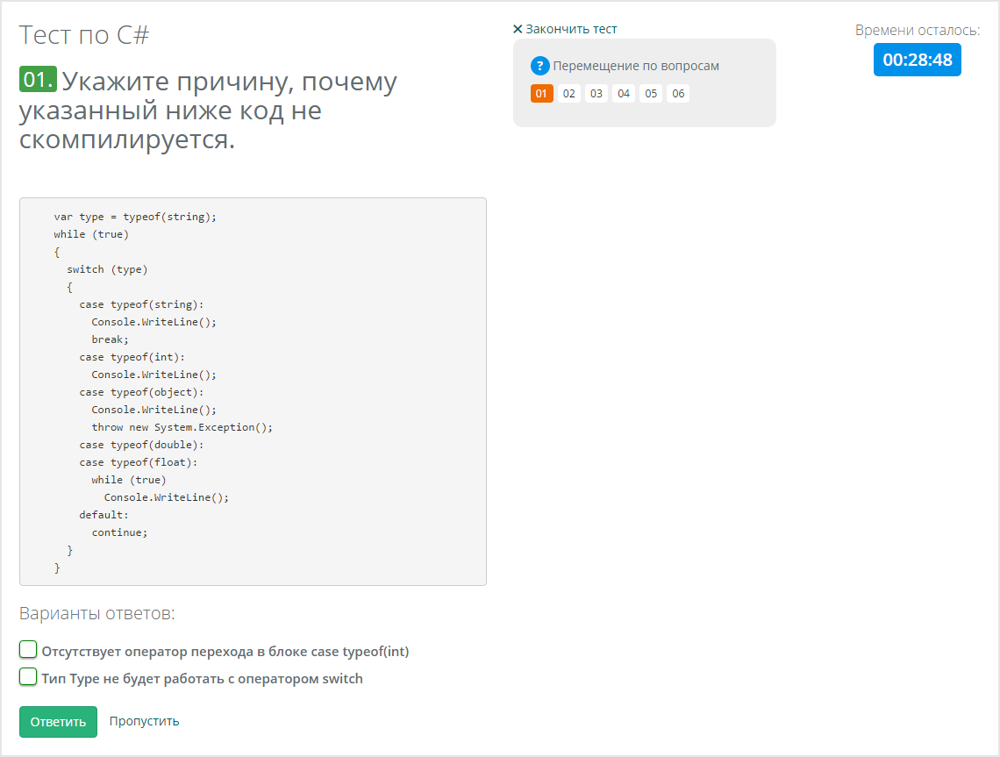 Тест по C#
01. Укажите причину, почему
указанный ниже код не
скомпилируется.
✕ Закончить тест
? Перемещение по вопросам
01 02 03 04 05 06
Времени осталось:
00:28:48
var type = typeof(string);
while (true)
{
switch (type)
{
case typeof(string):
Console.WriteLine();
break;
case typeof(int):
Console.WriteLine();
case typeof(object):
Console.WriteLine();
throw new System.Exception();
case typeof(double):
case typeof(float):
while (true)
Console.WriteLine();
default:
continue;
}
}
Варианты ответов:
Отсутствует оператор перехода в блоке case typeof(int)
Тип Type не будет работать с оператором switch
Ответить Пропустить